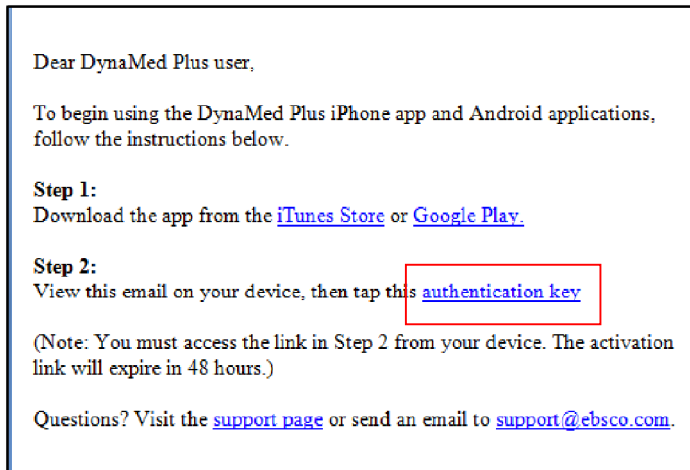 Dear DynaMed Plus user,
To begin using the DynaMed Plus iPhone app and Android applications,
follow the instructions below.
Step 1:
Download the app from the iTunes Store or Google Play.
Step 2:
View this email on your device, then tap this authentication key
(Note: You must access the link in Step 2 from your device. The activation
link will expire in 48 hours.)
Questions? Visit the support page or send an email to support@ebsco.com.